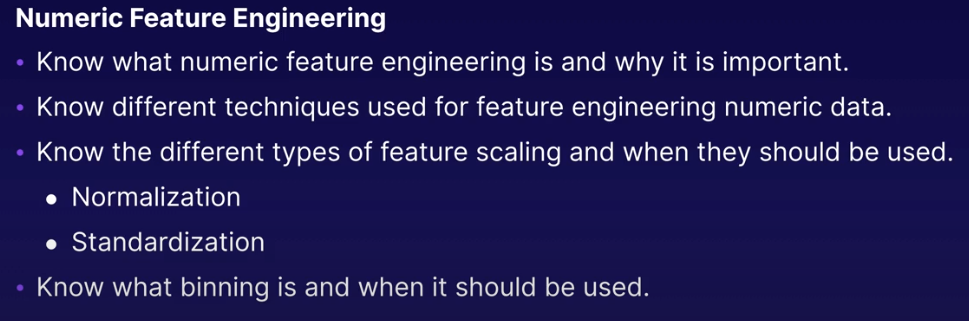 Numeric Feature Engineering
• Know what numeric feature engineering is and why it is important.
• Know different techniques used for feature engineering numeric data.
• Know the different types of feature scaling and when they should be used.
• Normalization
• Standardization
• Know what binning is and when it should be used.